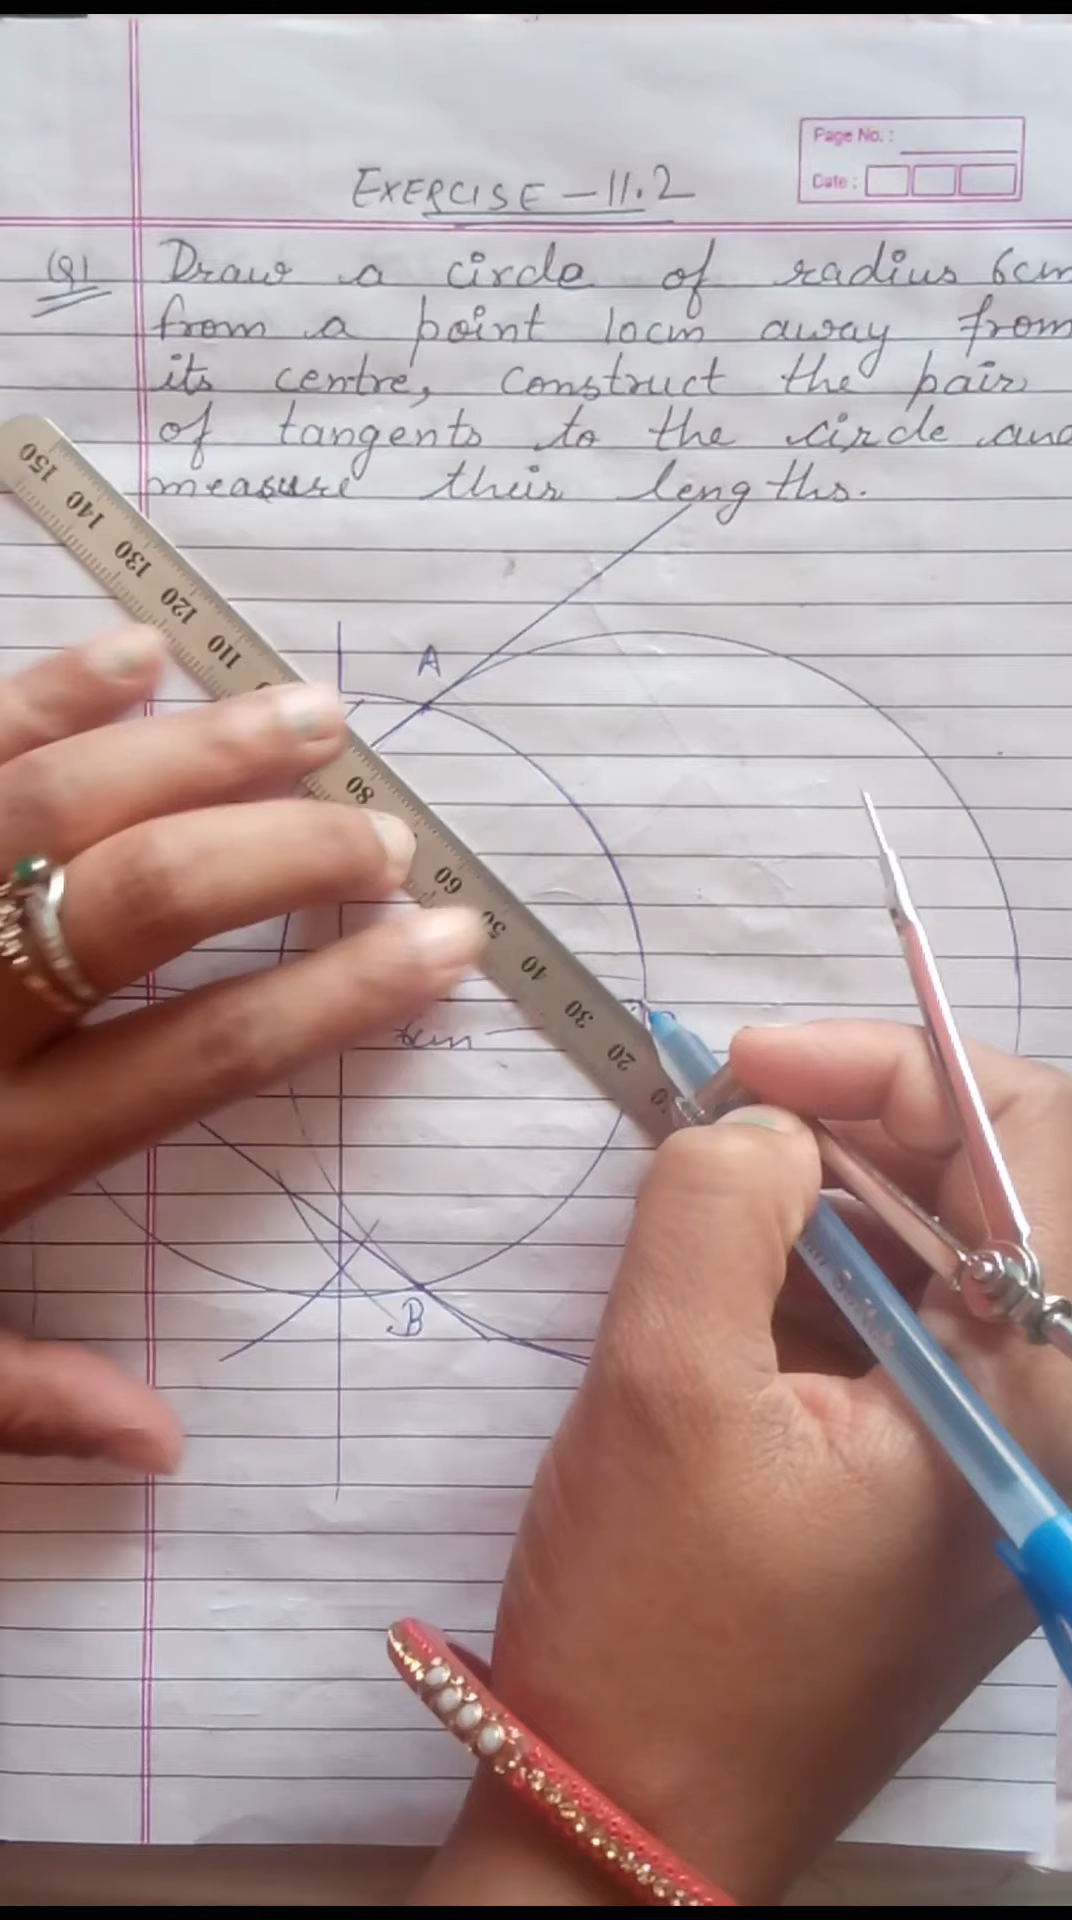 Page No. :
Date :
EXERCISE - 11.2
Q1 Draw a circle of radius 6cm
from a point 10cm away from
its centre, construct the pair
of tangents to the circle and
measure their lengths.
150 140 130 120 110 80 60 50 40 30 20
A
B